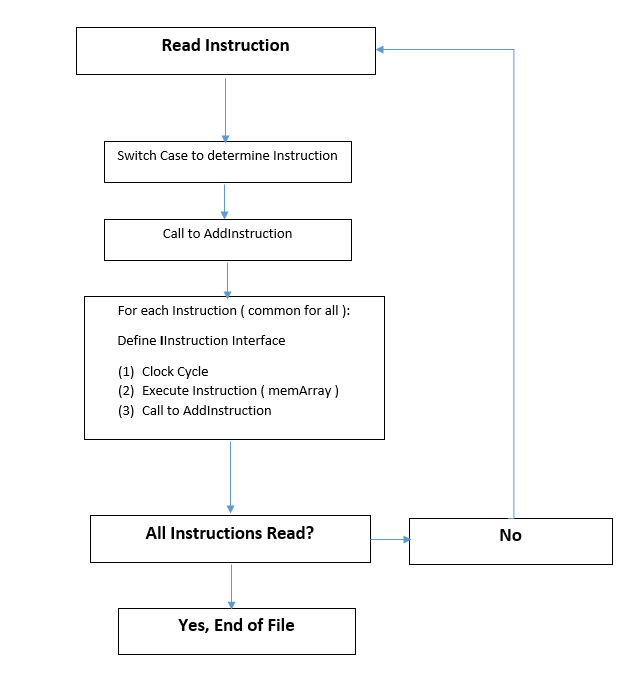 Read Instruction
Switch Case to determine Instruction
Call to AddInstruction
For each Instruction ( common for all ):
Define IInstruction Interface
(1) Clock Cycle
(2) Execute Instruction ( memArray )
(3) Call to AddInstruction
All Instructions Read?
No
Yes, End of File